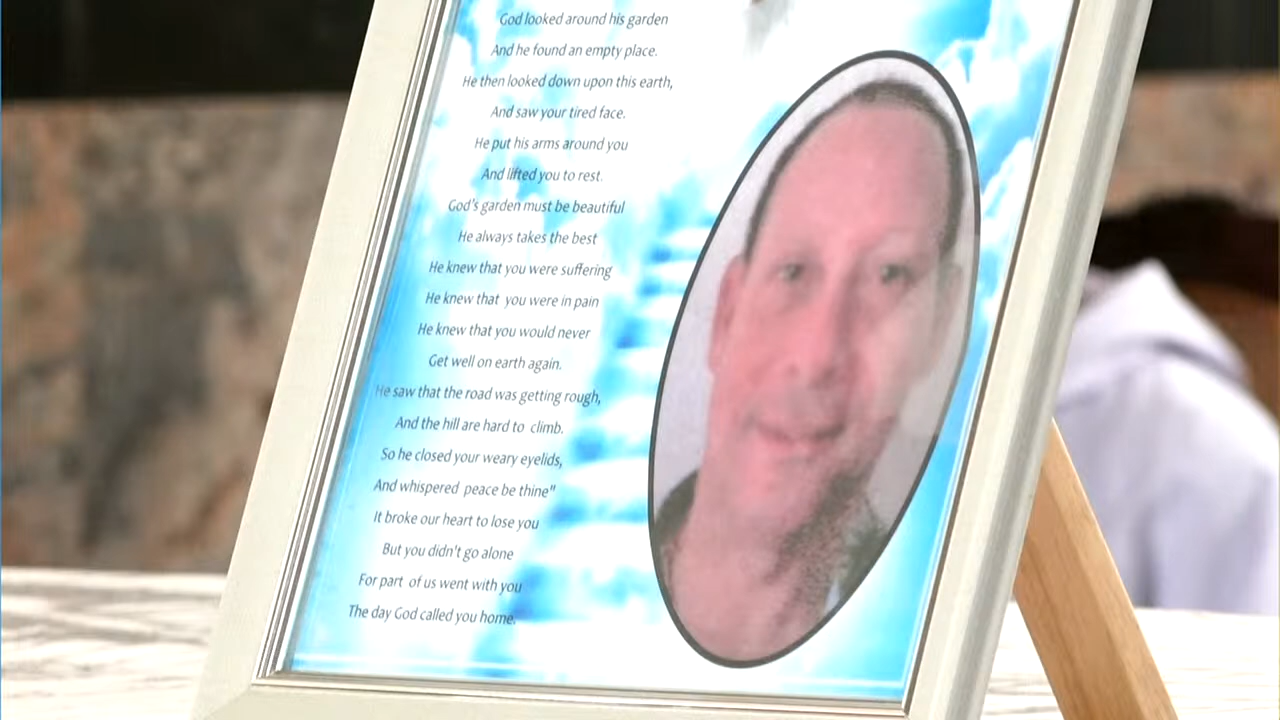 God looked around his garden
And he found an empty place.
He then looked down upon this earth,
And saw your tired face.
He put his arms around you
And lifted you to rest.
God's garden must be beautiful
He always takes the best
He knew that you were suffering
He knew that you were in pain
He knew that you would never
Get well on earth again.
He saw that the road was getting rough,
And the hill are hard to climb.
So he closed your weary eyelids,
And whispered peace be thine"
It broke our heart to lose you
But you didn't go alone
For part of us went with you
The day God called you home.